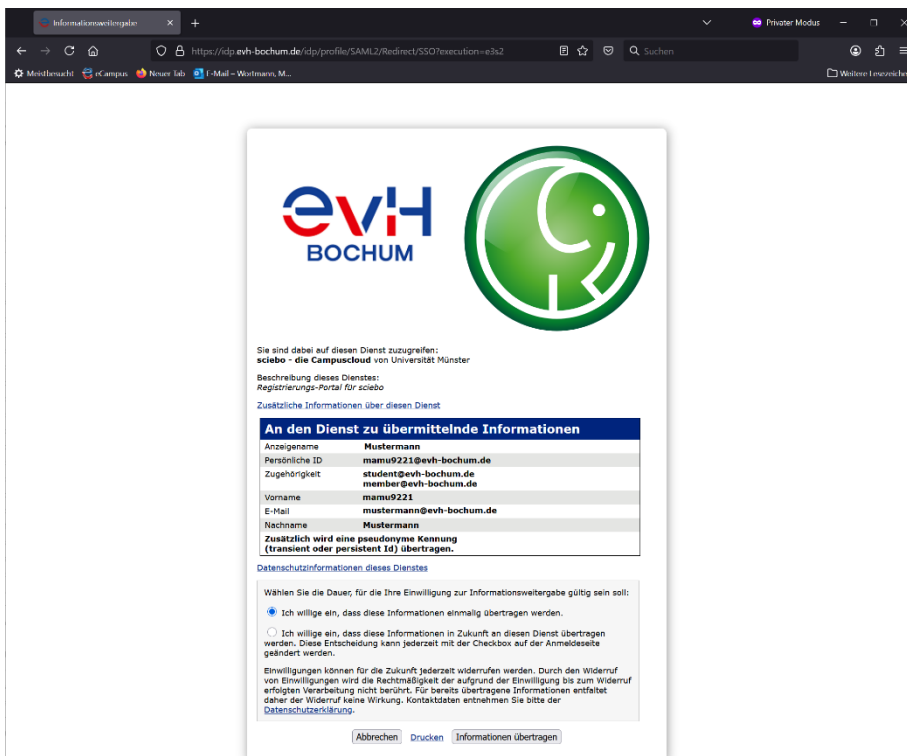 Informationsweitergabe
Privater Modus
https://idp.evh-bochum.de/idp/profile/SAML2/Redirect/SSO?execution=e3s2
Suchen
Meistbesucht eCampus Neuer Tab E-Mail – Wortmann, M...
Weitere Lesezeichen
evH
BOCHUM
Sie sind dabei auf diesen Dienst zuzugreifen:
sciebo - die Campuscloud von Universität Münster
Beschreibung dieses Dienstes:
Registrierungs-Portal für sciebo
Zusätzliche Informationen über diesen Dienst
An den Dienst zu übermittelnde Informationen
Anzeigename Mustermann
Persönliche ID mamu9221@evh-bochum.de
Zugehörigkeit student@evh-bochum.de
member@evh-bochum.de
Vorname mamu9221
E-Mail mustermann@evh-bochum.de
Nachname Mustermann
Zusätzlich wird eine pseudonyme Kennung
(transient oder persistent Id) übertragen.
Datenschutzinformationen dieses Dienstes
Wählen Sie die Dauer, für die Ihre Einwilligung zur Informationsweitergabe gültig sein soll:
Ich willige ein, dass diese Informationen einmalig übertragen werden.
Ich willige ein, dass diese Informationen in Zukunft an diesen Dienst übertragen
werden. Diese Entscheidung kann jederzeit mit der Checkbox auf der Anmeldeseite
geändert werden.
Einwilligungen können für die Zukunft jederzeit widerrufen werden. Durch den Widerruf
von Einwilligungen wird die Rechtmäßigkeit der aufgrund der Einwilligung bis zum Widerruf
erfolgten Verarbeitung nicht berührt. Für bereits übertragene Informationen entfaltet
daher der Widerruf keine Wirkung. Kontaktdaten entnehmen Sie bitte der
Datenschutzerklärung.
Abbrechen Drucken Informationen übertragen